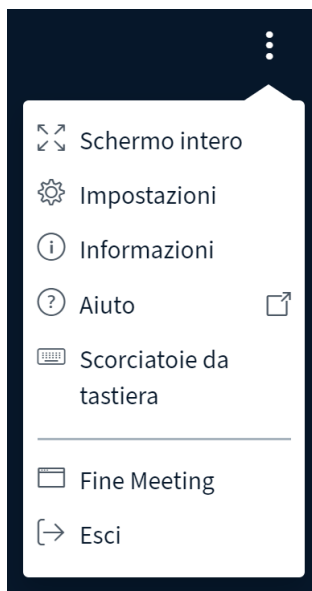 Schermo intero
Impostazioni
Informazioni
Aiuto
Scorciatoie da
tastiera
Fine Meeting
Esci